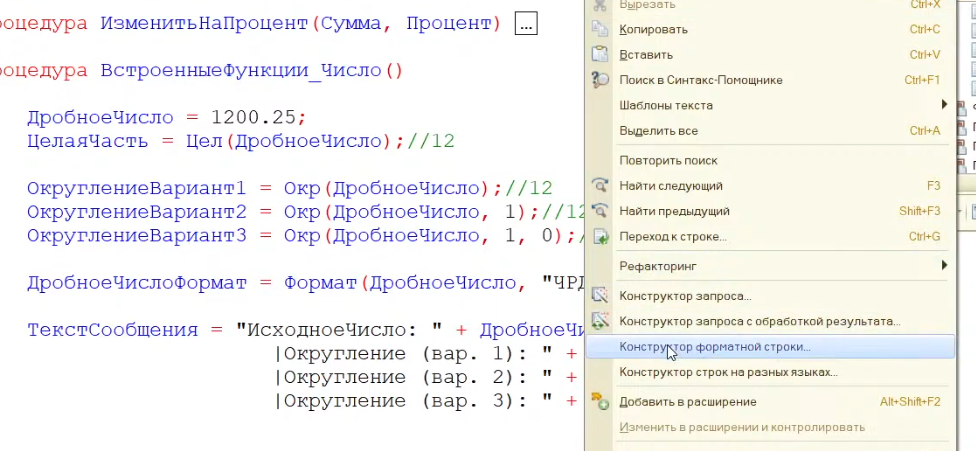 роцедура ИзменитьНаПроцент(Сумма, Процент) ...
роцедура ВстроенныеФункции_Число()
ДробноеЧисло = 1200.25;
ЦелаяЧасть = Цел(ДробноеЧисло);//12
ОкруглениеВариант1 = Окр(ДробноеЧисло);//12
ОкруглениеВариант2 = Окр(ДробноеЧисло, 1);//12
ОкруглениеВариант3 = Окр(ДробноеЧисло, 1, 0);/
ДробноеЧислоФормат = Формат(ДробноеЧисло, "ЧРД
ТекстСообщения = "ИсходноеЧисло: " + ДробноеЧи
|Округление (вар. 1): " +
|Округление (вар. 2): " +
|Округление (вар. 3): " +
Вырезать Ctrl+X
Копировать Ctrl+C
Вставить Ctrl+V
Поиск в Синтакс-Помощнике Ctrl+F1
Шаблоны текста
Выделить все Ctrl+A
Повторить поиск
Найти следующий F3
Найти предыдущий Shift+F3
Переход к строке... Ctrl+G
Рефакторинг
Конструктор запроса...
Конструктор запроса с обработкой результата...
Конструктор форматной строки...
Конструктор строк на разных языках...
Добавить в расширение Alt+Shift+F2
Изменить в расширении и контролировать